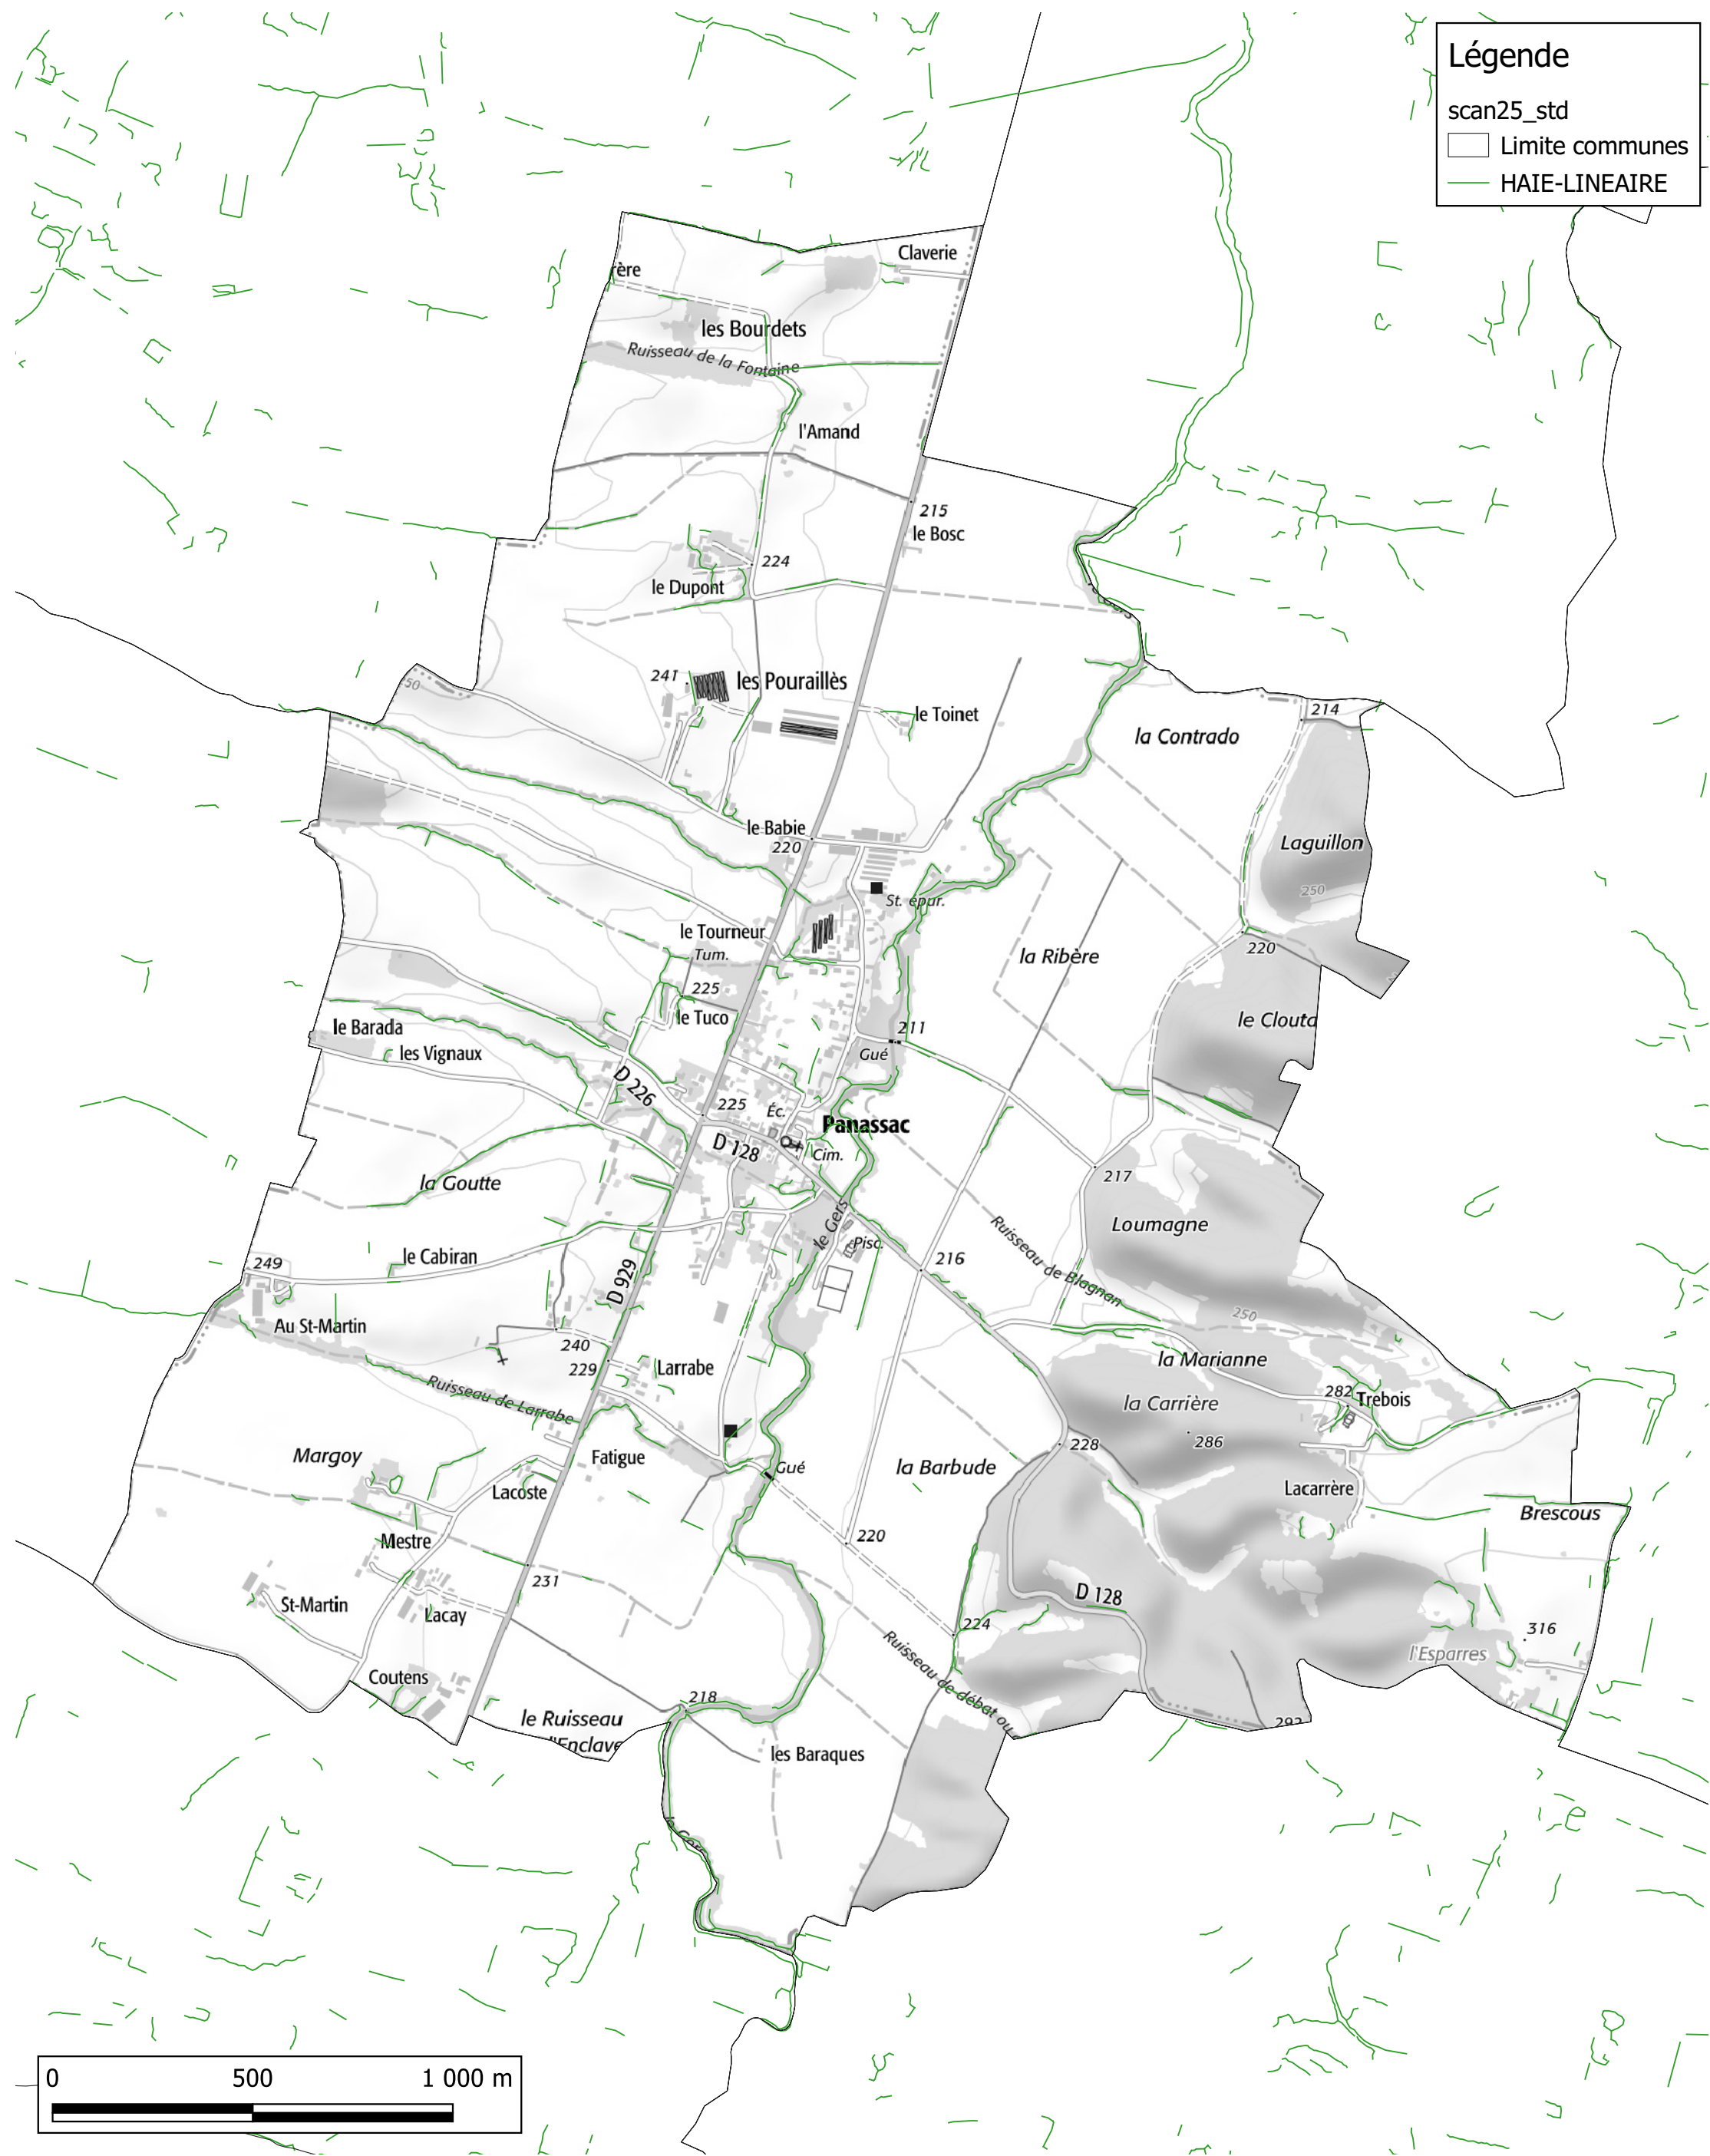 Légende
scan25_std
Limite communes
HAIE-LINEAIRE
Claverie
rère
les Bourdets
Ruisseau de la Fontaine
l'Amand
215
le Bosc
224
le Dupont
241
les Pouraillès
50
le Toinet
214
la Contrado
le Babie
220
Laguillon
250
St. épur.
le Tourneur
Tum.
220
la Ribère
225
le Tuco
le Clouta
le Barada
211
les Vignaux
Gué
D 226
225
Éc.
Panassac
D 128
Cim.
217
la Goutte
Loumagne
le Gers
Pisc.
Ruisseau de Blagnan
249
le Cabiran
216
D 929
250
Au St-Martin
240
229
Larrabe
la Marianne
Ruisseau de Larrabe
282
Trebois
la Carrière
286
228
Margoy
Fatigue
Gué
la Barbude
Lacoste
Lacarrère
Brescous
Mestre
220
231
D 128
St-Martin
Lacay
224
316
Ruisseau de débat ou
l'Esparres
Coutens
218
le Ruisseau
l'Enclave
292
les Baraques
0 500 1 000 m